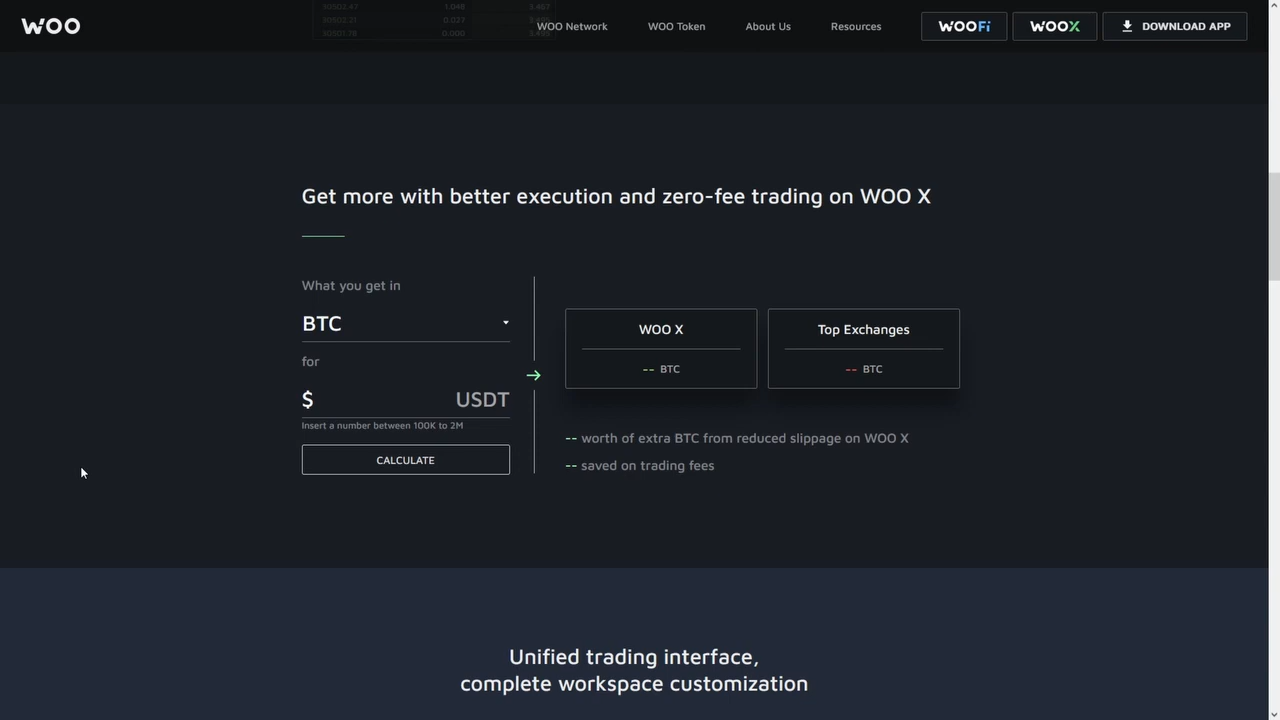 WOO
WOO Network
WOO Token
About Us
Resources
WOOFi
WOOX
DOWNLOAD APP
Get more with better execution and zero-fee trading on WOO X
What you get in
BTC
for
$ USDT
Insert a number between 100K to 2M
CALCULATE
WOO X
-- BTC
Top Exchanges
-- BTC
-- worth of extra BTC from reduced slippage on WOO X
-- saved on trading fees
Unified trading interface,
complete workspace customization